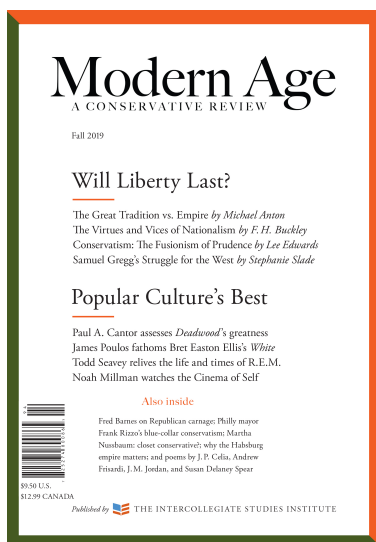 Modern Age
A CONSERVATIVE REVIEW
Fall 2019
Will Liberty Last?
The Great Tradition vs. Empire by Michael Anton
The Virtues and Vices of Nationalism by F. H. Buckley
Conservatism: The Fusionism of Prudence by Lee Edwards
Samuel Gregg's Struggle for the West by Stephanie Slade
Popular Culture's Best
Paul A. Cantor assesses Deadwood's greatness
James Poulos fathoms Bret Easton Ellis's White
Todd Seavey relives the life and times of R.E.M.
Noah Millman watches the Cinema of Self
Also inside
Fred Barnes on Republican carnage; Philly mayor
Frank Rizzo's blue-collar conservatism; Martha
Nussbaum: closet conservative?; why the Habsburg
empire matters; and poems by J. P. Celia, Andrew
Frisardi, J. M. Jordan, and Susan Delaney Spear
$9.50 U.S.
$12.99 CANADA
Published by THE INTERCOLLEGIATE STUDIES INSTITUTE